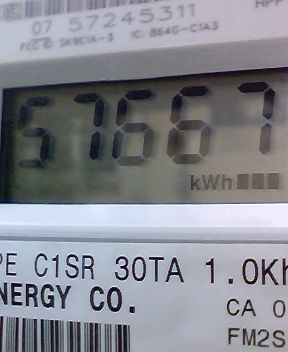 07 57245311
FCC ID: SK9C1A-3 IC: 864G-C1A3
57667
kWh
PE C1SR 30TA 1.0Kh
NERGY CO.
CA 0
FM2S